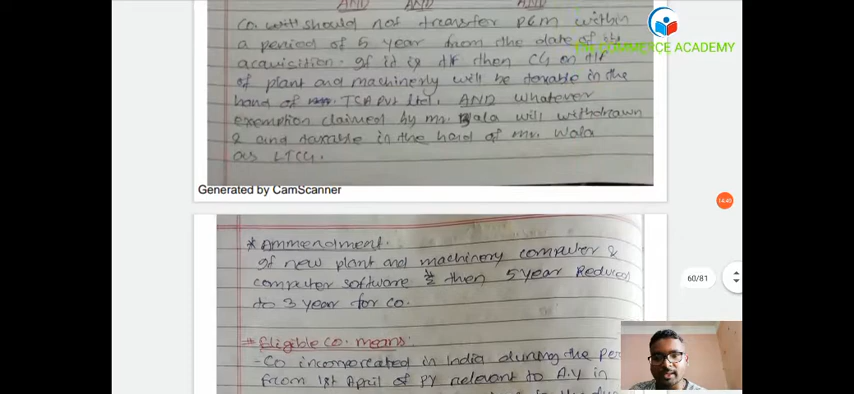 AND AND AND
Co will should not transfer P&M within
a period of 5 year from the date of its
acquisition. If it is t/f then CG on t/f
of plant and machinery will be taxable in the
hand of TSA Pvt Ltd. AND whatever
exemption claimed by mr. wala will withdrawn
& and taxable in the hand of mr. wala
as LTCG.
COMMERCE ACADEMY
Generated by CamScanner
14:40
* Ammendment.
If new plant and machinery computer &
computer software then 5 year Reduced
to 3 year for co.
60/81
→ Eligible Co. means:
- Co incorporated in India during the
from 1st April of PY relevant to A.Y in